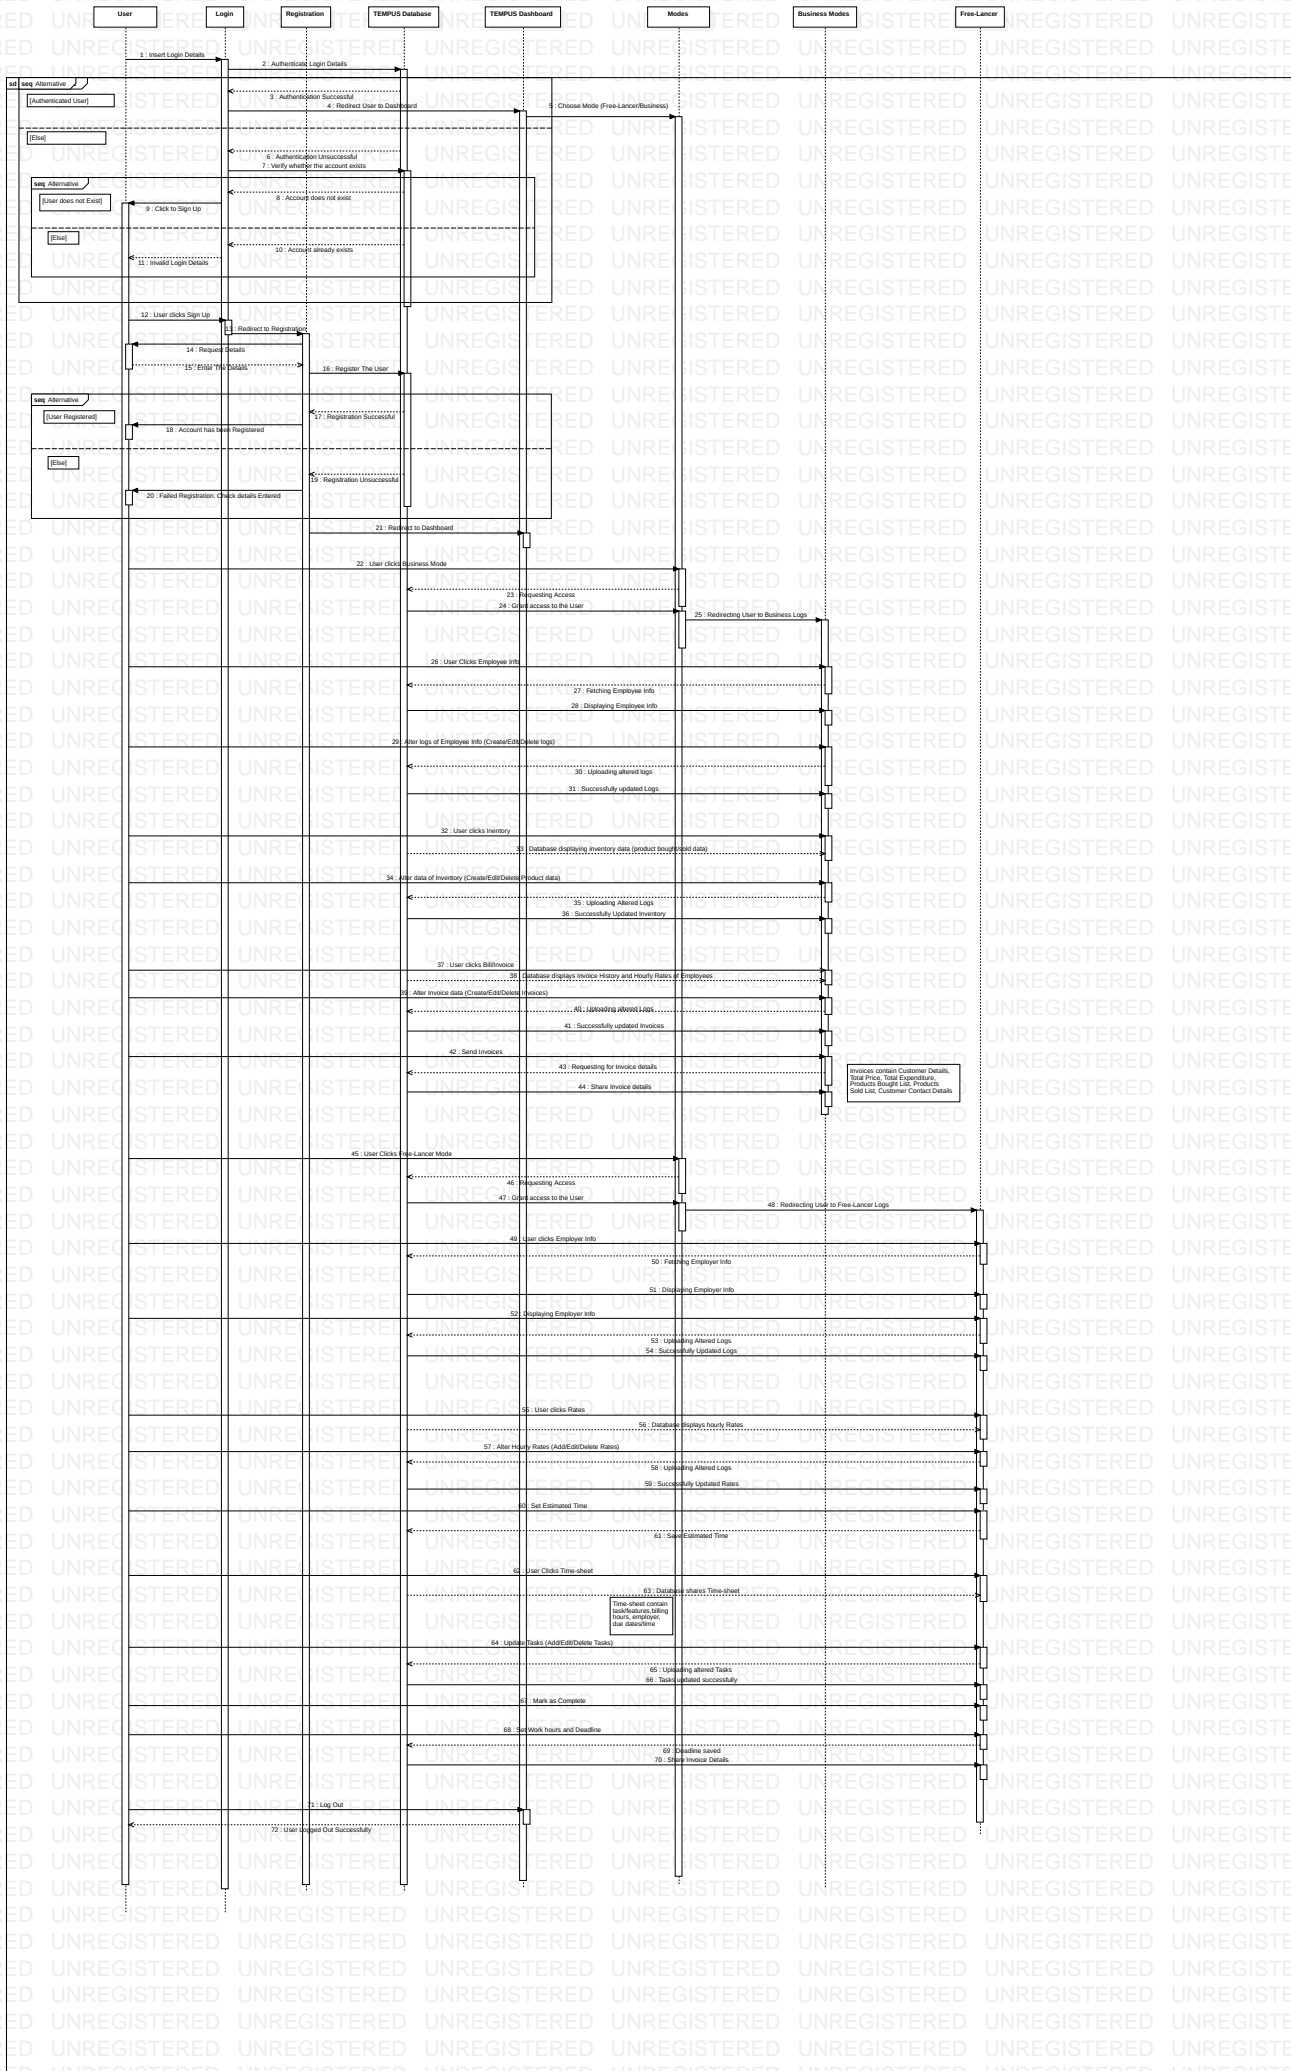 User
Login
Registration
TEMPUS Database
TEMPUS Dashboard
Modes
Business Modes
Free-Lancer
1 : Insert Login Details
2 : Authenticate Login Details
sd
seq Alternative
[Authenticated User]
3 : Authentication Successful
4 : Redirect User to Dashboard
5 : Choose Mode (Free-Lancer/Business)
[Else]
6 : Authentication Unsuccessful
7 : Verify whether the account exists
seq Alternative
[User does not Exist]
8 : Account does not exist
9 : Click to Sign Up
[Else]
10 : Account already exists
11 : Invalid Login Details
12 : User clicks Sign Up
13 : Redirect to Registration
14 : Request Details
15 : Enter The Details
16 : Register The User
seq Alternative
[User Registered]
17 : Registration Successful
18 : Account has been Registered
[Else]
19 : Registration Unsuccessful
20 : Failed Registration. Check details Entered
21 : Redirect to Dashboard
22 : User clicks Business Mode
23 : Requesting Access
24 : Grant access to the User
25 : Redirecting User to Business Logs
26 : User Clicks Employee Info
27 : Fetching Employee Info
28 : Displaying Employee Info
29 : Alter logs of Employee Info (Create/Edit/Delete logs)
30 : Uploading altered logs
31 : Successfully updated Logs
32 : User clicks Inentory
33 : Database displaying inventory data (product bought/sold data)
34 : Alter data of Inventory (Create/Edit/Delete Product data)
35 : Uploading Altered Logs
36 : Successfully Updated Inventory
37 : User clicks Bill/Invoice
38 : Database displays Invoice History and Hourly Rates of Employees
39 : Alter Invoice data (Create/Edit/Delete Invoices)
40 : Uploading altered Logs
41 : Successfully updated Invoices
42 : Send Invoices
43 : Requesting for Invoice details
44 : Share Invoice details
Invoices contain Customer Details,
Total Price, Total Expenditure,
Products Bought List, Products
Sold List, Customer Contact Details
45 : User Clicks Free-Lancer Mode
46 : Requesting Access
47 : Grant access to the User
48 : Redirecting User to Free-Lancer Logs
49 : User clicks Employer Info
50 : Fetching Employer Info
51 : Displaying Employer Info
52 : Displaying Employer Info
53 : Uploading Altered Logs
54 : Successfully Updated Logs
55 : User clicks Rates
56 : Database displays hourly Rates
57 : Alter Hourly Rates (Add/Edit/Delete Rates)
58 : Uploading Altered Logs
59 : Successfully Updated Rates
60 : Set Estimated Time
61 : Save Estimated Time
62 : User Clicks Time-sheet
63 : Database shares Time-sheet
Time-sheet contain
task/features,billing
hours, employer,
due dates/time
64 : Update Tasks (Add/Edit/Delete Tasks)
65 : Uploading altered Tasks
66 : Tasks updated successfully
67 : Mark as Complete
68 : Set Work hours and Deadline
69 : Deadline saved
70 : Share Invoice Details
71 : Log Out
72 : User Logged Out Successfully
UNREGISTERED